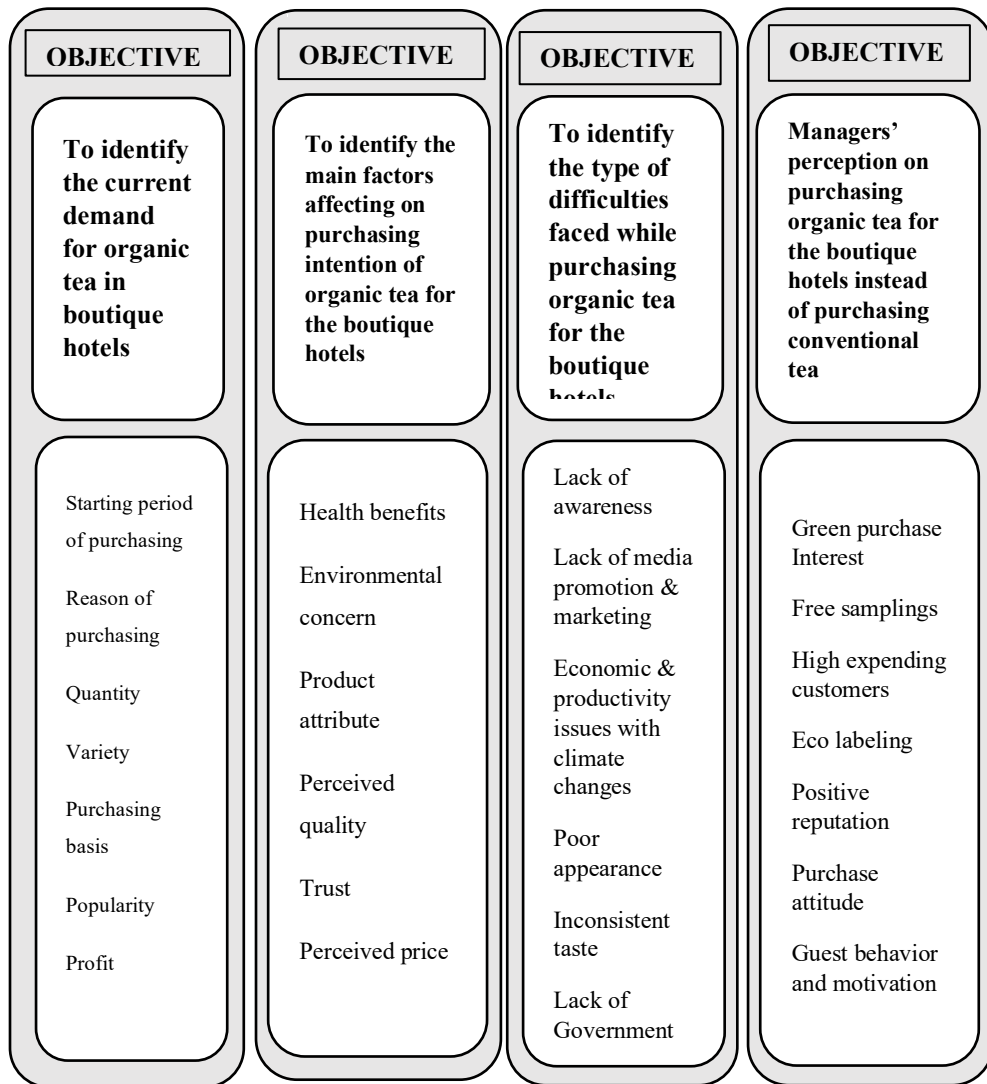 OBJECTIVE
To identify
the current
demand
for organic
tea in
boutique
hotels
Starting period
of purchasing
Reason of
purchasing
Quantity
Variety
Purchasing
basis
Popularity
Profit
OBJECTIVE
To identify the
main factors
affecting on
purchasing
intention of
organic tea for
the boutique
hotels
Health benefits
Environmental
concern
Product
attribute
Perceived
quality
Trust
Perceived price
OBJECTIVE
To identify
the type of
difficulties
faced while
purchasing
organic tea
for the
boutique
hotels
Lack of
awareness
Lack of media
promotion &
marketing
Economic &
productivity
issues with
climate
changes
Poor
appearance
Inconsistent
taste
Lack of
Government
OBJECTIVE
Managers’
perception on
purchasing
organic tea for
the boutique
hotels instead
of purchasing
conventional
tea
Green purchase
Interest
Free samplings
High expending
customers
Eco labeling
Positive
reputation
Purchase
attitude
Guest behavior
and motivation